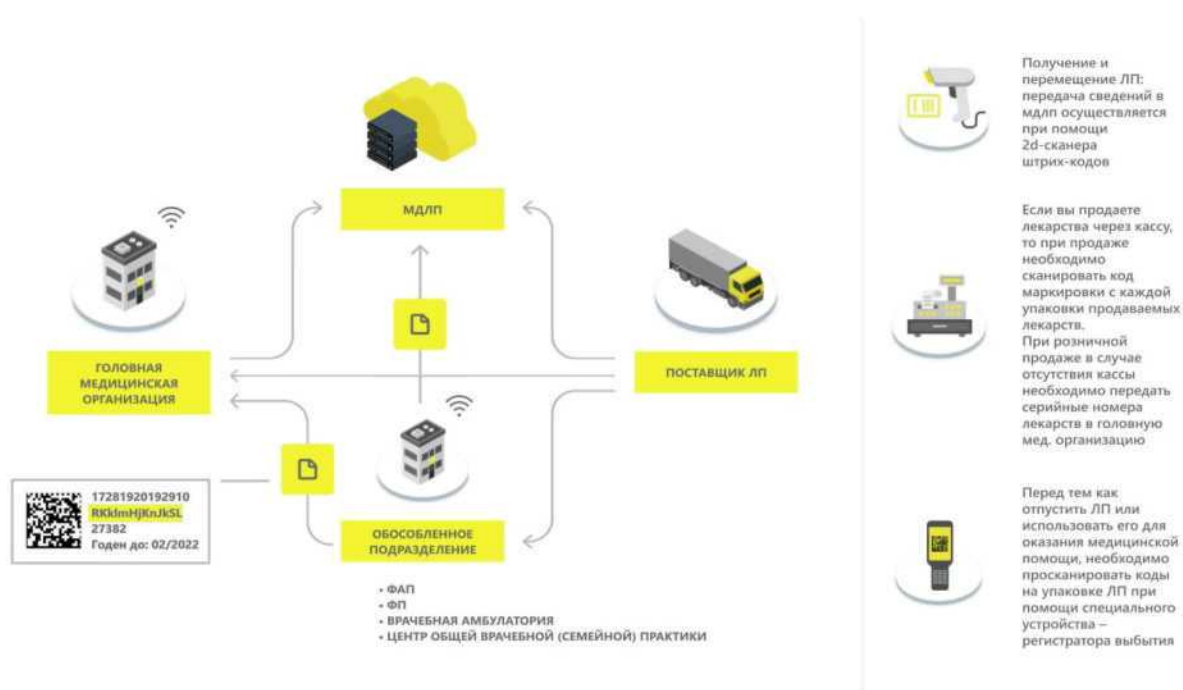 МДЛП
ГОЛОВНАЯ
МЕДИЦИНСКАЯ
ОРГАНИЗАЦИЯ
ПОСТАВЩИК ЛП
17281920192910
RKklmHjKnJkSL
27382
Годен до: 02/2022
ОБОСОБЛЕННОЕ
ПОДРАЗДЕЛЕНИЕ
• ФАП
• ФП
• ВРАЧЕБНАЯ АМБУЛАТОРИЯ
• ЦЕНТР ОБЩЕЙ ВРАЧЕБНОЙ (СЕМЕЙНОЙ) ПРАКТИКИ
Получение и
перемещение ЛП:
передача сведений в
мдлп осуществляется
при помощи
2d-сканера
штрих-кодов
Если вы продаете
лекарства через кассу,
то при продаже
необходимо
сканировать код
маркировки с каждой
упаковки продаваемых
лекарств.
При розничной
продаже в случае
отсутствия кассы
необходимо передать
серийные номера
лекарств в головную
мед. организацию
Перед тем как
отпустить ЛП или
использовать его для
оказания медицинской
помощи, необходимо
просканировать коды
на упаковке ЛП при
помощи специального
устройства –
регистратора выбытия